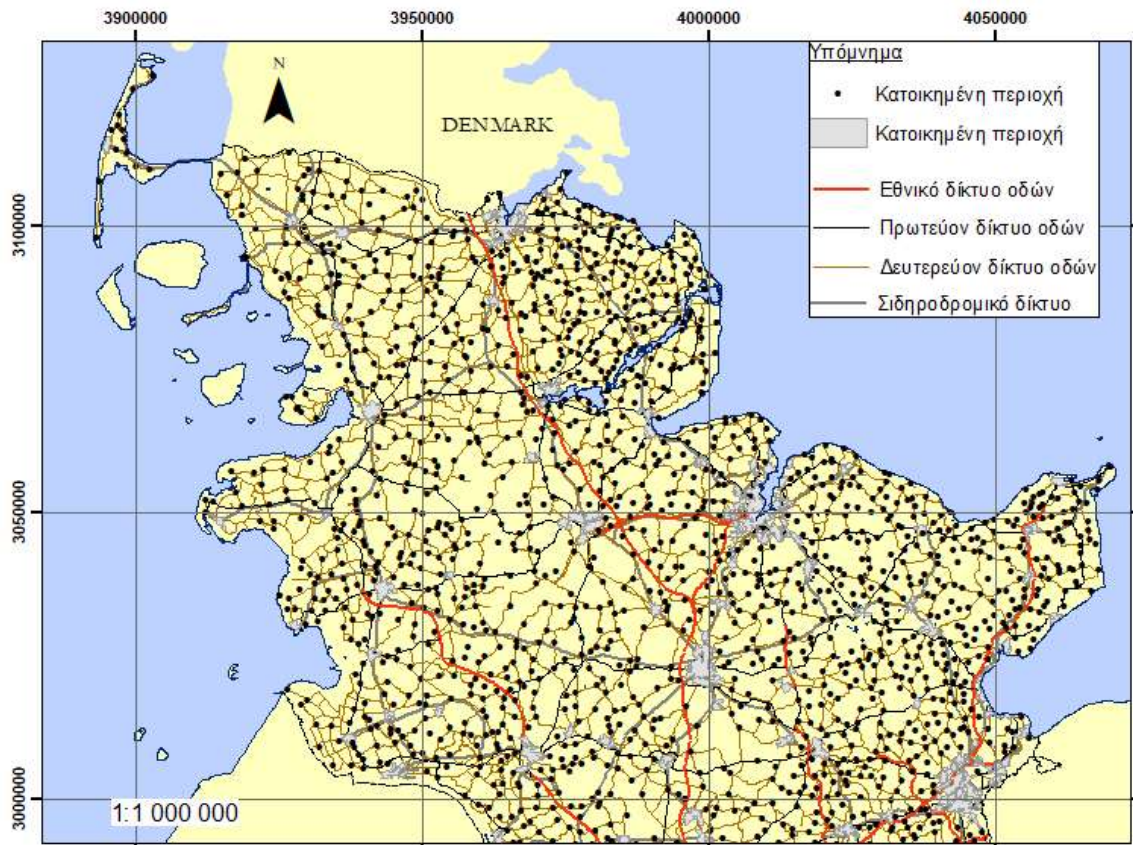 3900000
3950000
4000000
4050000
Υπόμνημα
Κατοικημένη περιοχή
Κατοικημένη περιοχή
Εθνικό δίκτυο οδών
Πρωτεύον δίκτυο οδών
Δευτερεύον δίκτυο οδών
Σιδηροδρομικό δίκτυο
N
DENMARK
3100000
3050000
3000000
1:1 000 000